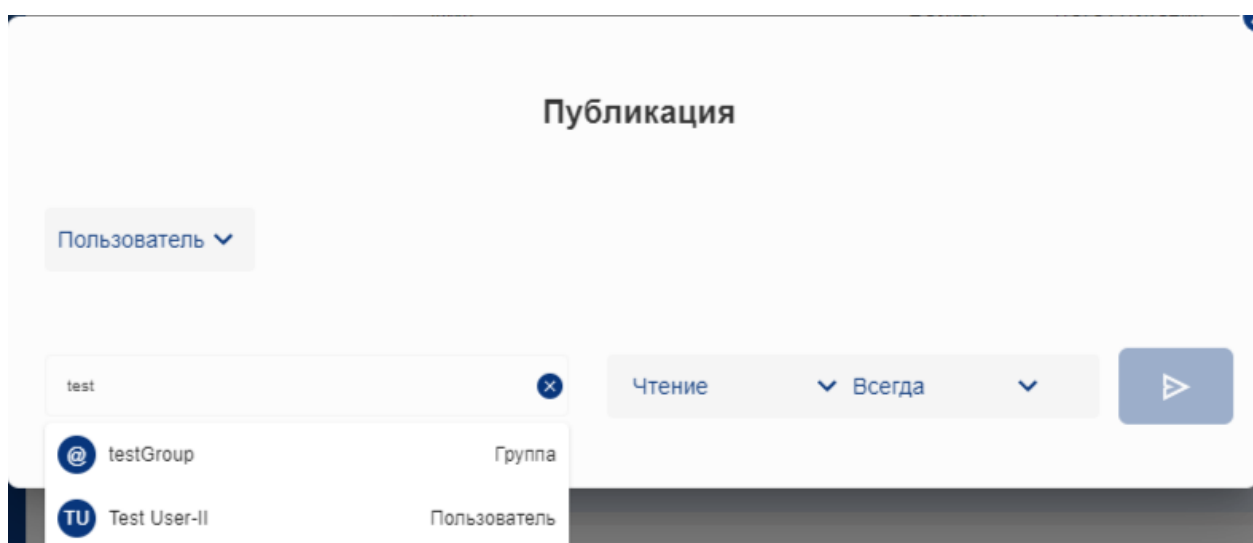 Публикация
Пользователь
test
Чтение Всегда
@ testGroup Группа
TU Test User-II Пользователь